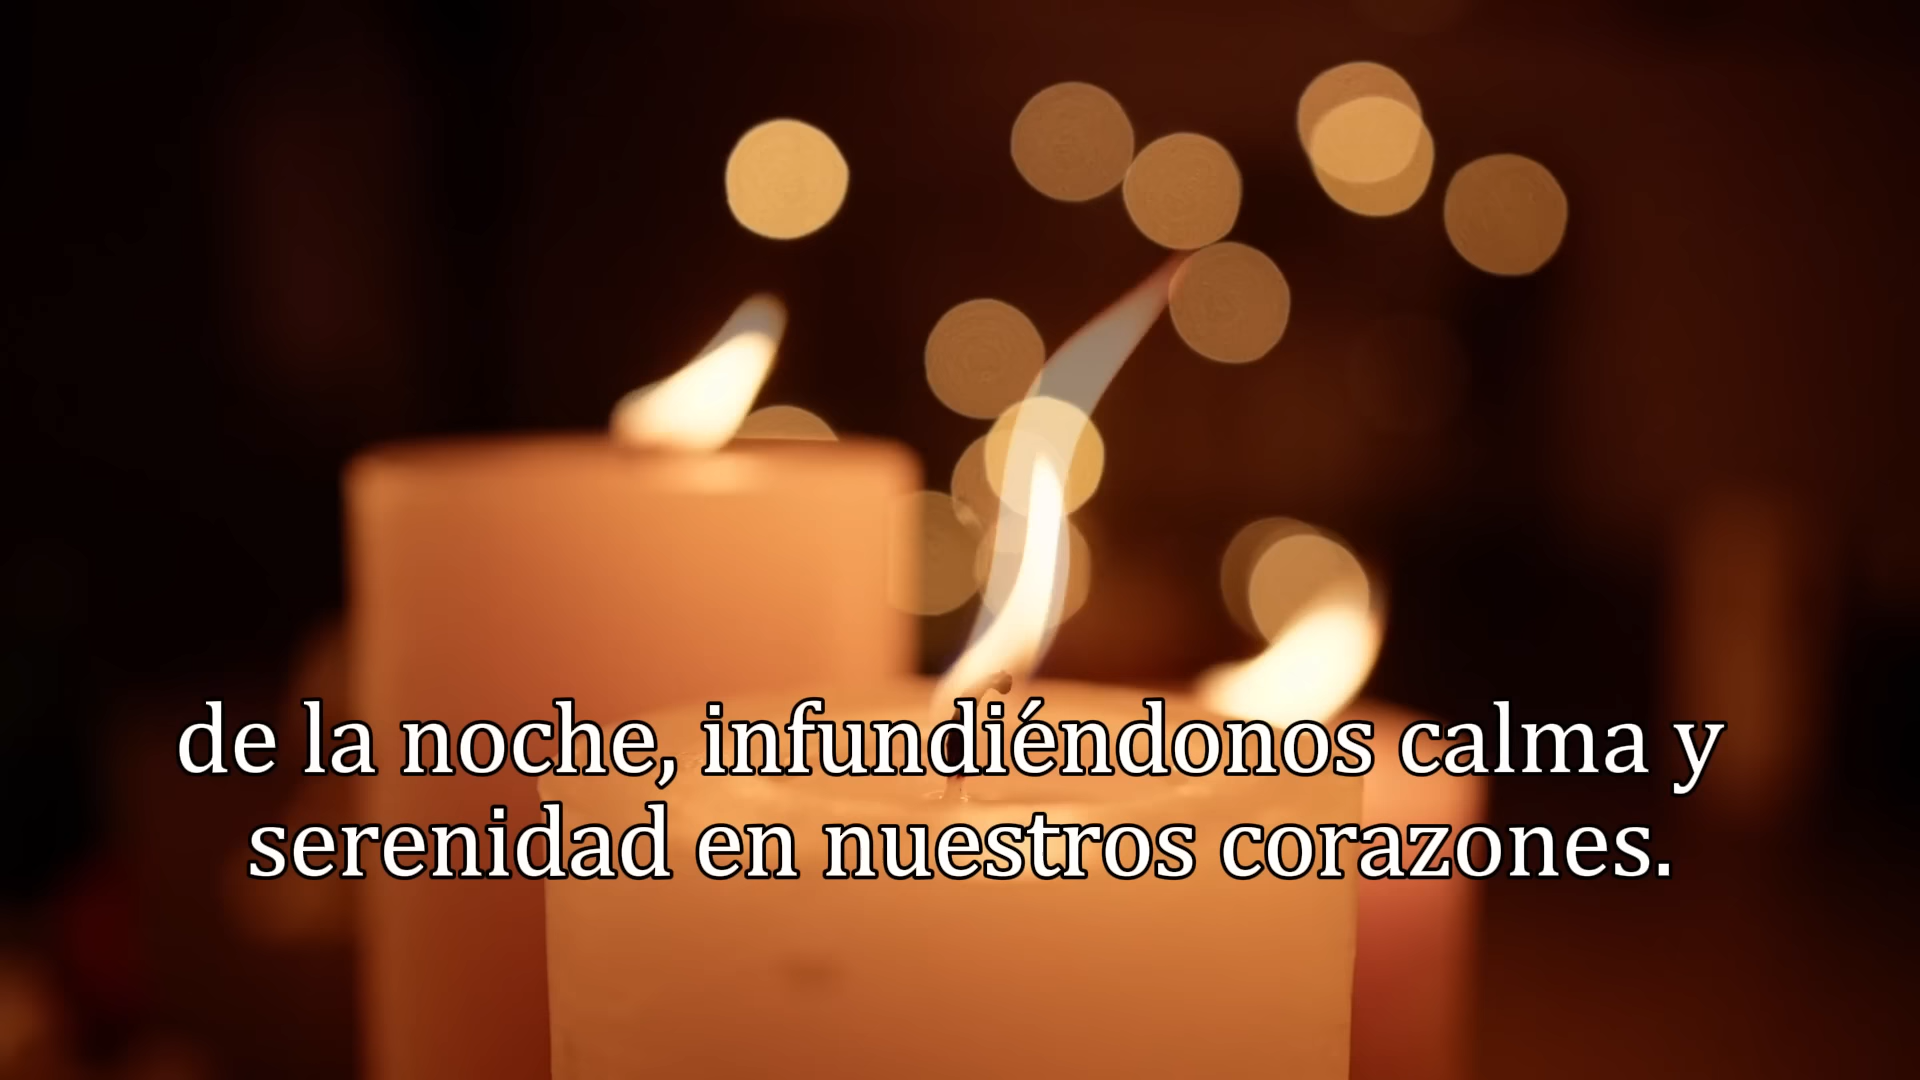 de la noche, infundiéndonos calma y
serenidad en nuestros corazones.